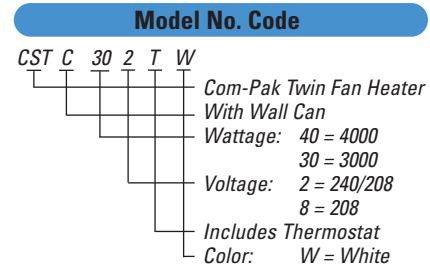 Model No. Code
CST C 30 2 T W
Com-Pak Twin Fan Heater
With Wall Can
Wattage: 40 = 4000
30 = 3000
Voltage: 2 = 240/208
8 = 208
Includes Thermostat
Color: W = White